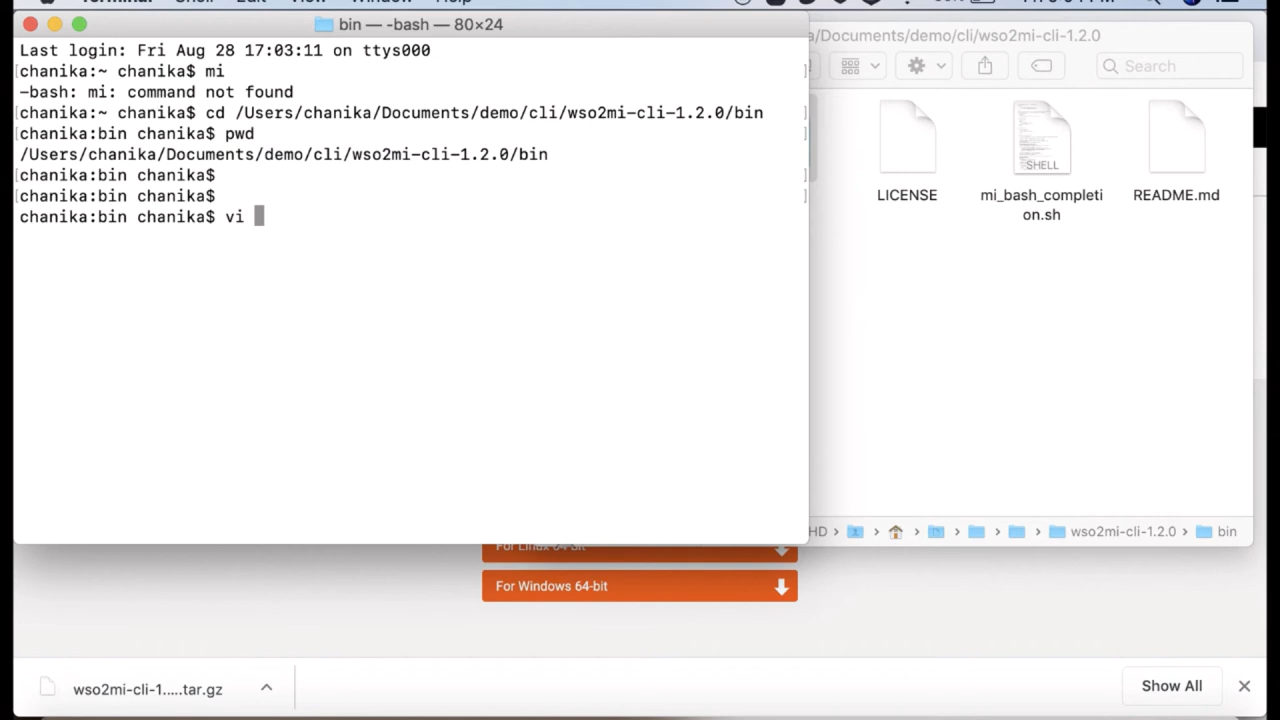 bin — -bash — 80×24
Last login: Fri Aug 28 17:03:11 on ttys000
[chanika:~ chanika$ mi ]
-bash: mi: command not found
[chanika:~ chanika$ cd /Users/chanika/Documents/demo/cli/wso2mi-cli-1.2.0/bin ]
[chanika:bin chanika$ pwd ]
/Users/chanika/Documents/demo/cli/wso2mi-cli-1.2.0/bin
[chanika:bin chanika$ ]
[chanika:bin chanika$ ]
chanika:bin chanika$ vi
a/Documents/demo/cli/wso2mi-cli-1.2.0
Search
SHELL
LICENSE
mi_bash_completi
on.sh
README.md
HD
wso2mi-cli-1.2.0
bin
For Linux 64-bit
For Windows 64-bit
wso2mi-cli-1.....tar.gz
Show All